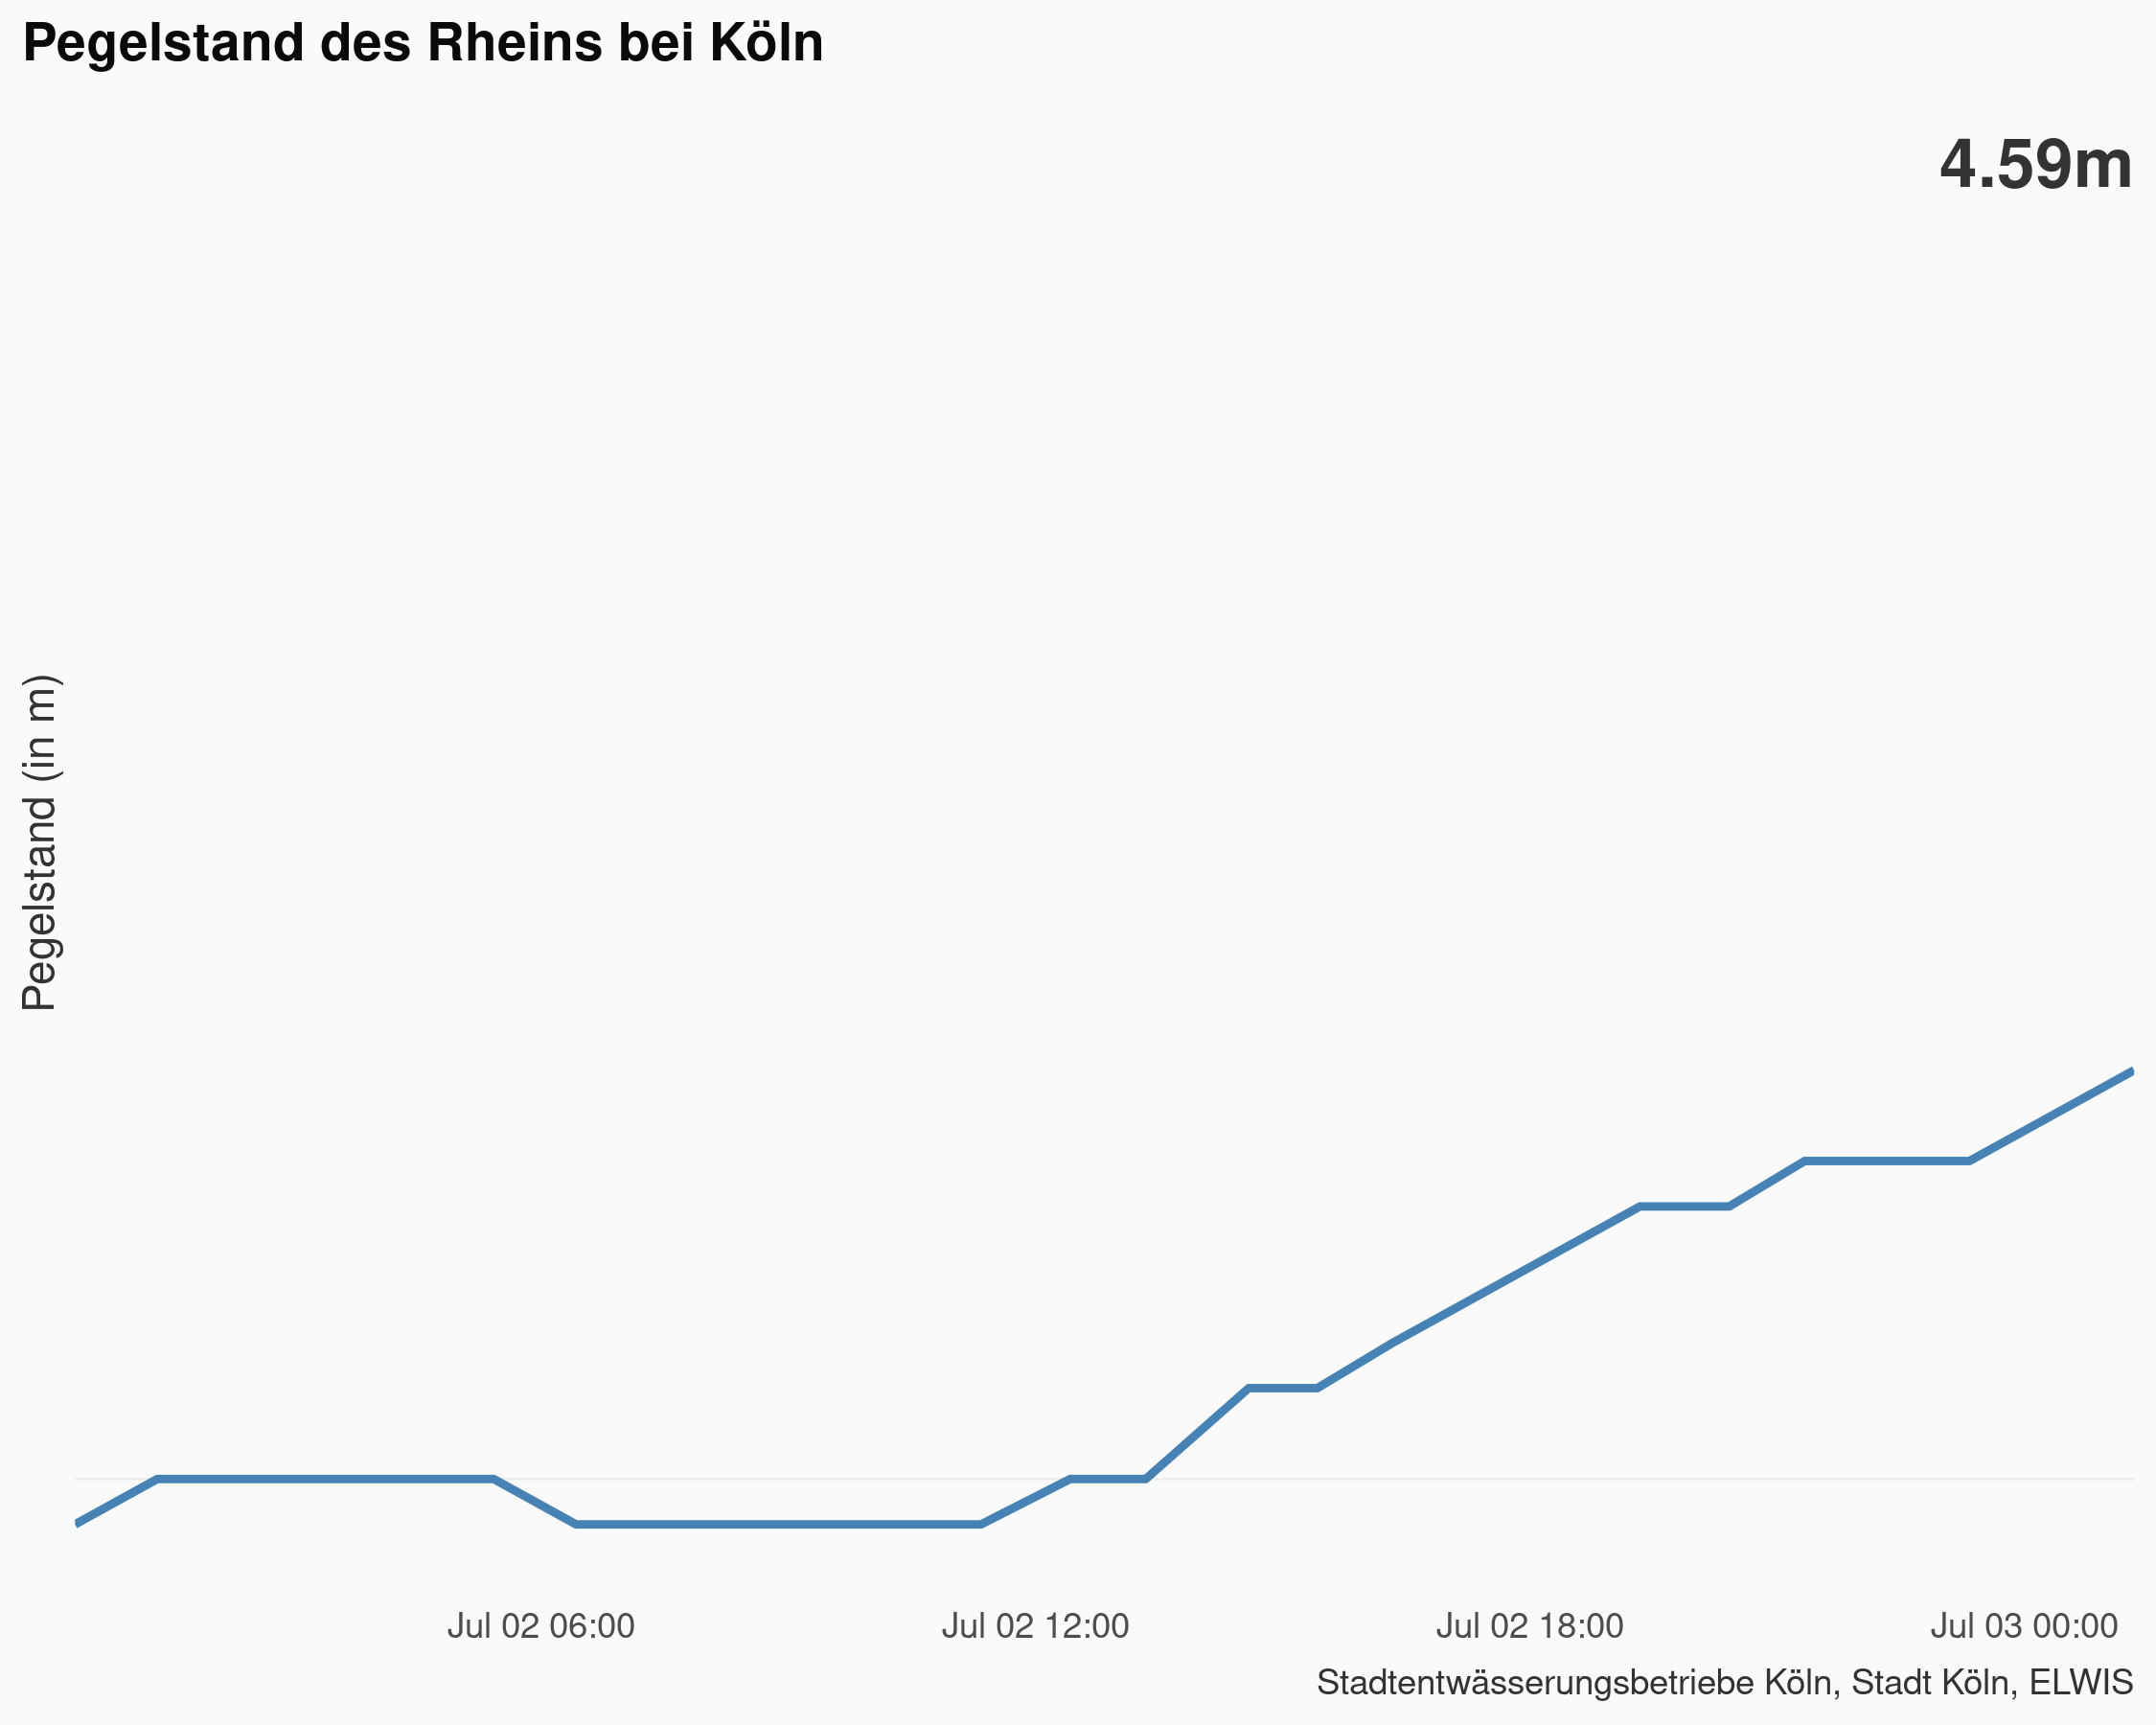 Pegelstand des Rheins bei Köln
4.59m
Pegelstand (in m)
Jul 02 06:00
Jul 02 12:00
Jul 02 18:00
Jul 03 00:00
Stadtentwässerungsbetriebe Köln, Stadt Köln, ELWIS